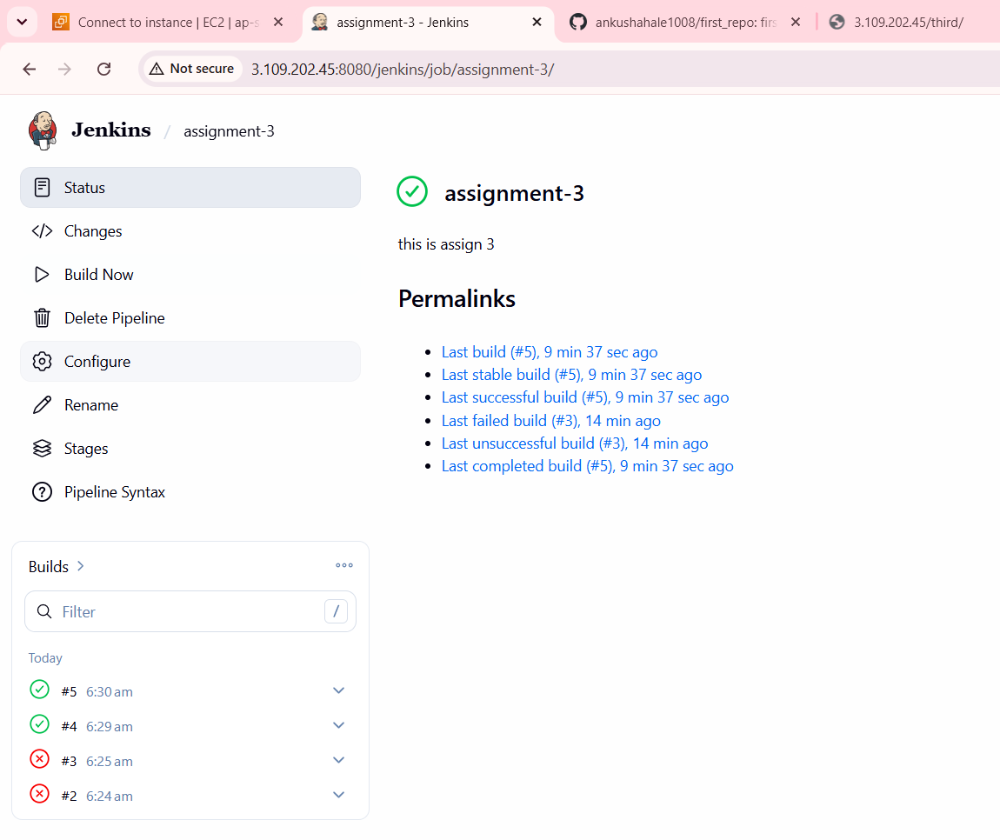 Connect to instance | EC2 | ap-s
assignment-3 - Jenkins
ankushahale1008/first_repo: firs
3.109.202.45/third/
Not secure
3.109.202.45:8080/jenkins/job/assignment-3/
Jenkins / assignment-3
Status
Changes
Build Now
Delete Pipeline
Configure
Rename
Stages
Pipeline Syntax
assignment-3
this is assign 3
Permalinks
Last build (#5), 9 min 37 sec ago
Last stable build (#5), 9 min 37 sec ago
Last successful build (#5), 9 min 37 sec ago
Last failed build (#3), 14 min ago
Last unsuccessful build (#3), 14 min ago
Last completed build (#5), 9 min 37 sec ago
Builds
Filter /
Today
#5 6:30 am
#4 6:29 am
#3 6:25 am
#2 6:24 am